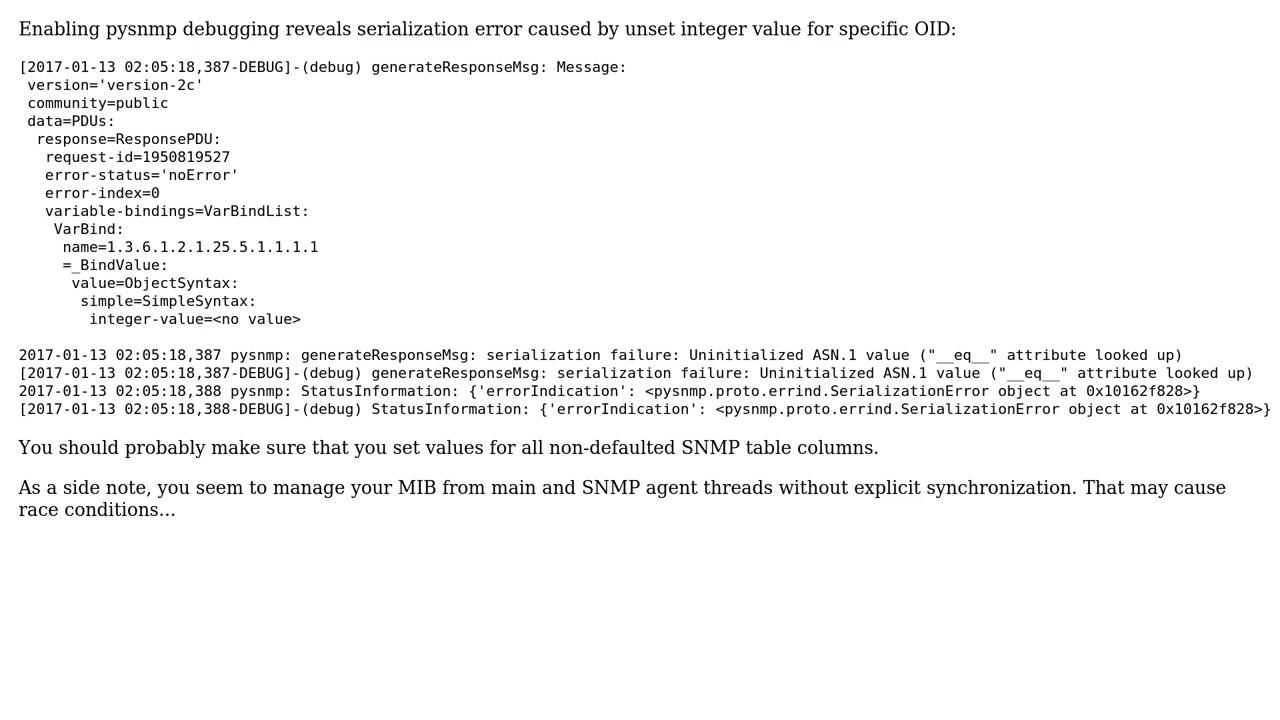 Enabling pysnmp debugging reveals serialization error caused by unset integer value for specific OID:
[2017-01-13 02:05:18,387-DEBUG]-(debug) generateResponseMsg: Message:
 version='version-2c'
 community=public
 data=PDUs:
  response=ResponsePDU:
   request-id=1950819527
   error-status='noError'
   error-index=0
   variable-bindings=VarBindList:
    VarBind:
     name=1.3.6.1.2.1.25.5.1.1.1.1
     =_BindValue:
      value=ObjectSyntax:
       simple=SimpleSyntax:
        integer-value=<no value>
2017-01-13 02:05:18,387 pysnmp: generateResponseMsg: serialization failure: Uninitialized ASN.1 value ("__eq__" attribute looked up)
[2017-01-13 02:05:18,387-DEBUG]-(debug) generateResponseMsg: serialization failure: Uninitialized ASN.1 value ("__eq__" attribute looked up)
2017-01-13 02:05:18,388 pysnmp: StatusInformation: {'errorIndication': <pysnmp.proto.errind.SerializationError object at 0x10162f828>}
[2017-01-13 02:05:18,388-DEBUG]-(debug) StatusInformation: {'errorIndication': <pysnmp.proto.errind.SerializationError object at 0x10162f828>}
You should probably make sure that you set values for all non-defaulted SNMP table columns.
As a side note, you seem to manage your MIB from main and SNMP agent threads without explicit synchronization. That may cause
race conditions...